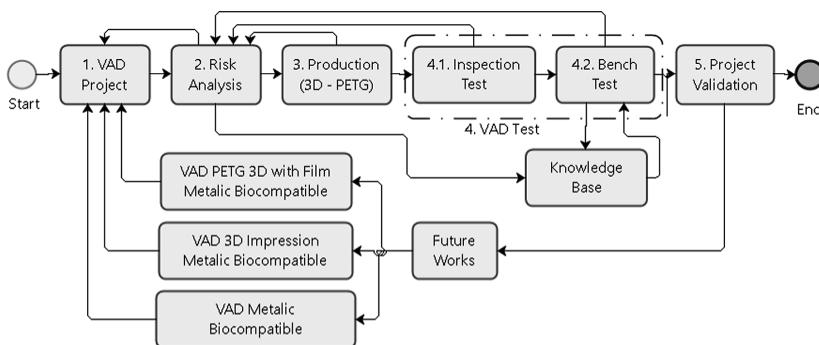 1. VAD
Project
2. Risk
Analysis
3. Production
(3D - PETG)
4.1. Inspection
Test
4.2. Bench
Test
5. Project
Validation
Start
End
4. VAD Test
VAD PETG 3D with Film
Metalic Biocompatible
Knowledge
Base
VAD 3D Impression
Metalic Biocompatible
Future
Works
VAD Metalic
Biocompatible